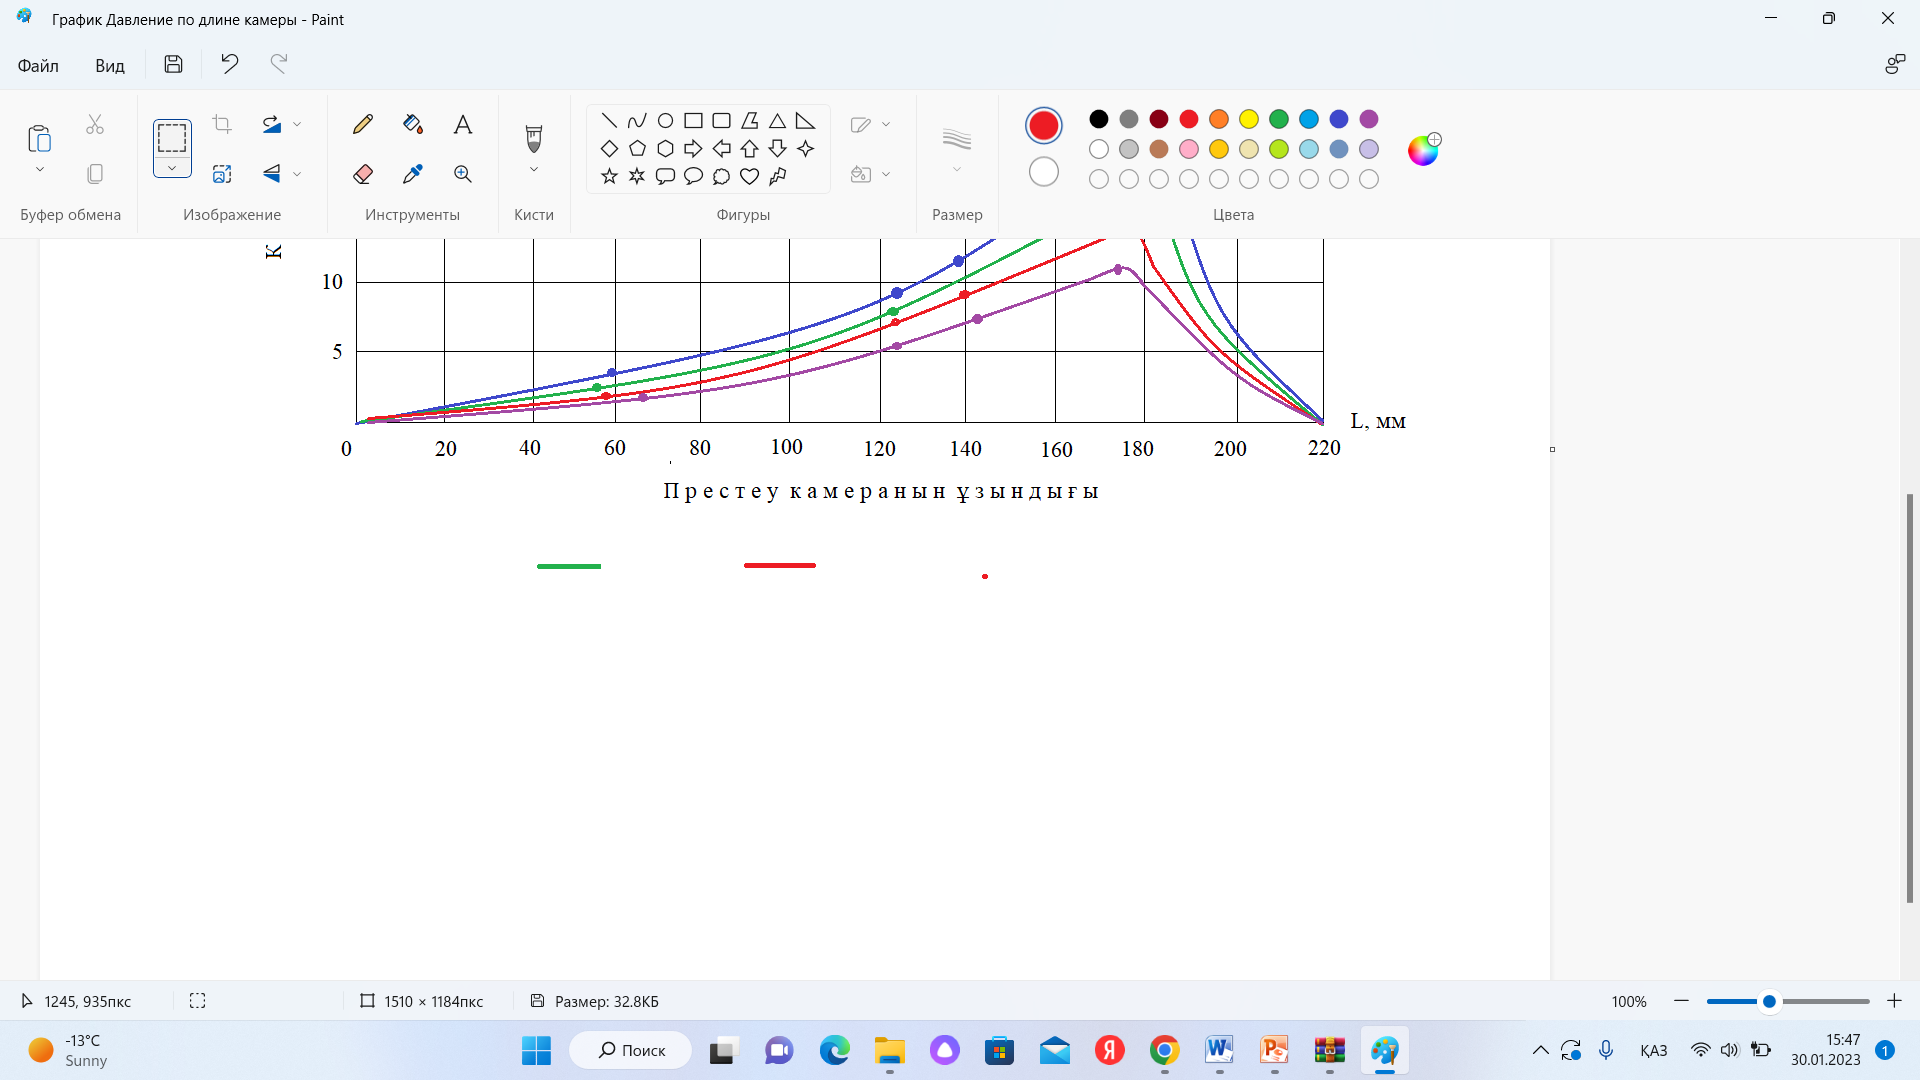 График Давление по длине камеры - Paint
Файл
Вид
Буфер обмена
Изображение
Инструменты
Кисти
Фигуры
Размер
Цвета
К
10
5
L, мм
0 20 40 60 80 100 120 140 160 180 200 220
Престеу камеранын ұзындығы
1245, 935пкс
1510 × 1184пкс
Размер: 32.8КБ
100%
-13°C
Sunny
Поиск
ҚАЗ
15:47
30.01.2023
1